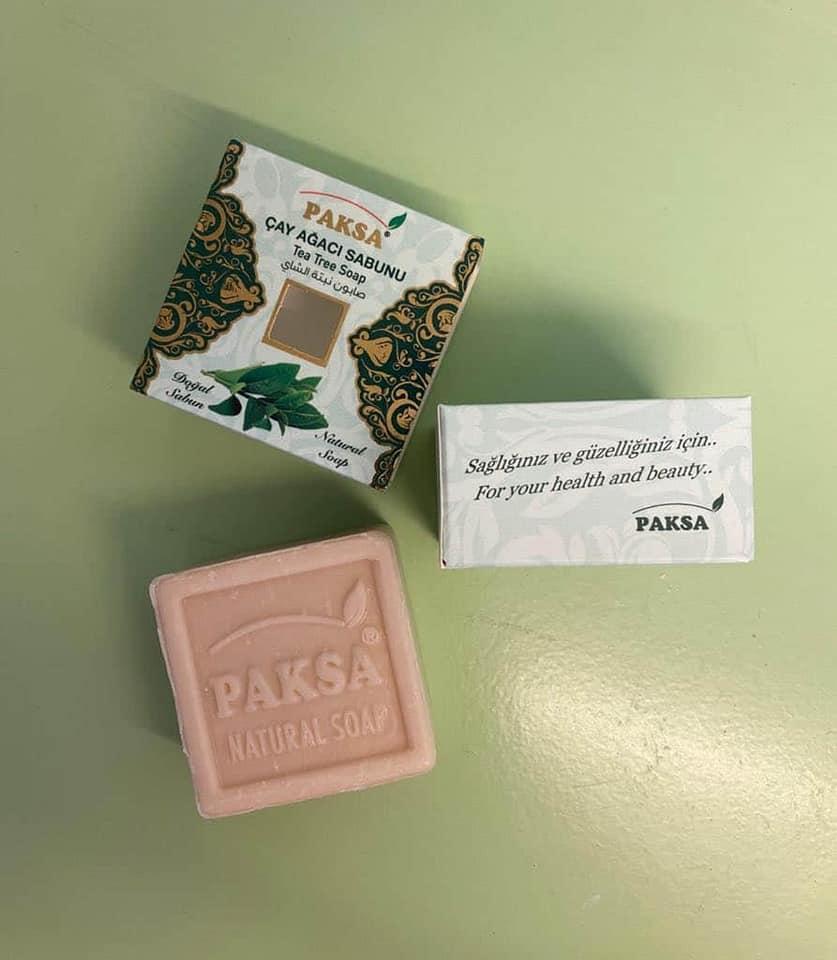 PAKSA®
ÇAY AĞACI SABUNU
Tea Tree Soap
صابون نبتة الشاي
Doğal
Sabun
Natural
Soap
Sağlığınız ve güzelliğiniz için..
For your health and beauty..
PAKSA
PAKSA®
NATURAL SOAP